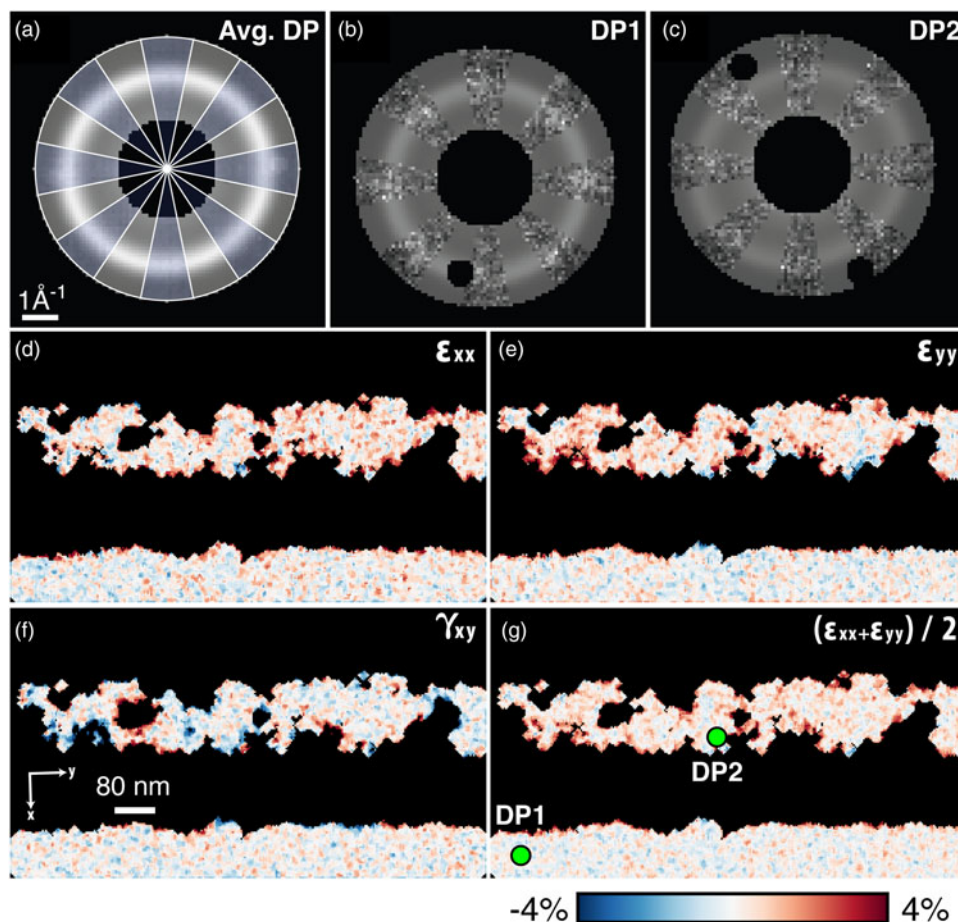 (a) Avg. DP
(b) DP1
(c) DP2
1Å⁻¹
(d) εxx
(e) εyy
(f) γxy
(g) (εxx+εyy) / 2
y
x
80 nm
DP2
DP1
-4% 4%